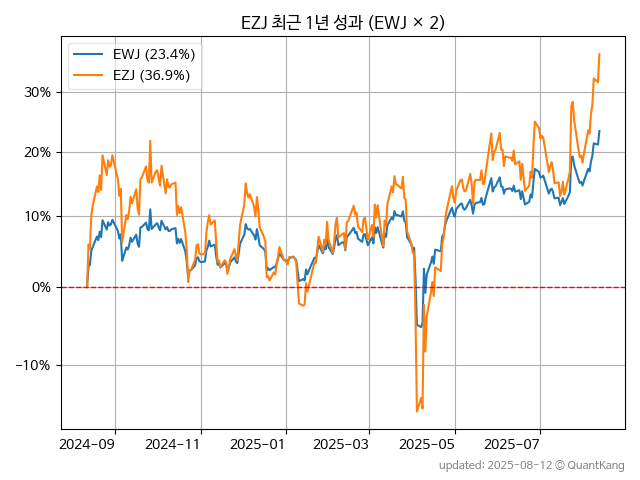 EZJ 최근 1년 성과 (EWJ × 2)
EWJ (23.4%)
EZJ (36.9%)
30%
20%
10%
0%
−10%
2024-09
2024-11
2025-01
2025-03
2025-05
2025-07
updated: 2025-08-12 © QuantKang